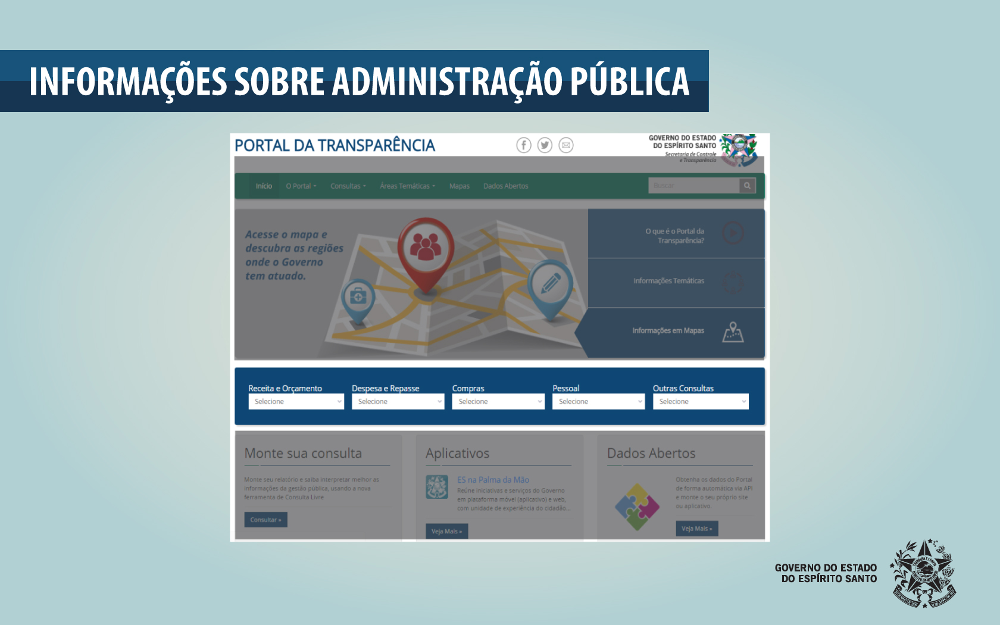 INFORMAÇÕES SOBRE ADMINISTRAÇÃO PÚBLICA
PORTAL DA TRANSPARÊNCIA
GOVERNO DO ESTADO
DO ESPÍRITO SANTO
Secretaria de Controle
e Transparência
Início
O Portal
Consultas
Áreas Temáticas
Mapas
Dados Abertos
Buscar
Acesse o mapa e
descubra as regiões
onde o Governo
tem atuado.
O que é o Portal da
Transparência?
Informações Temáticas
Informações em Mapas
Receita e Orçamento
Selecione
Despesa e Repasse
Selecione
Compras
Selecione
Pessoal
Selecione
Outras Consultas
Selecione
Monte sua consulta
Monte seu relatório e saiba interpretar melhor as
informações da gestão pública, usando a nova
ferramenta de Consulta Livre
Consultar »
Aplicativos
ES na Palma da Mão
Reúne iniciativas e serviços do Governo
em plataforma móvel (aplicativo) e web,
com unidade de experiência do cidadão...
Veja Mais »
Dados Abertos
Obtenha os dados do Portal
de forma automática via API
e monte o seu próprio site
ou aplicativo.
Veja Mais »
GOVERNO DO ESTADO
DO ESPÍRITO SANTO